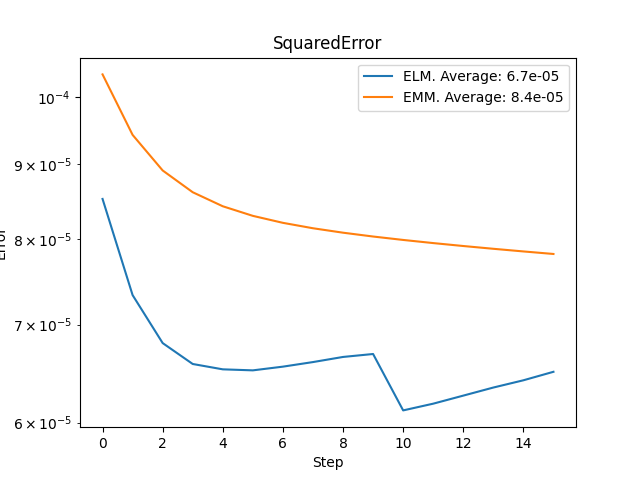 SquaredError
ELM. Average: 6.7e-05
EMM. Average: 8.4e-05
10⁻⁴
9 × 10⁻⁵
8 × 10⁻⁵
7 × 10⁻⁵
6 × 10⁻⁵
Error
0 2 4 6 8 10 12 14
Step